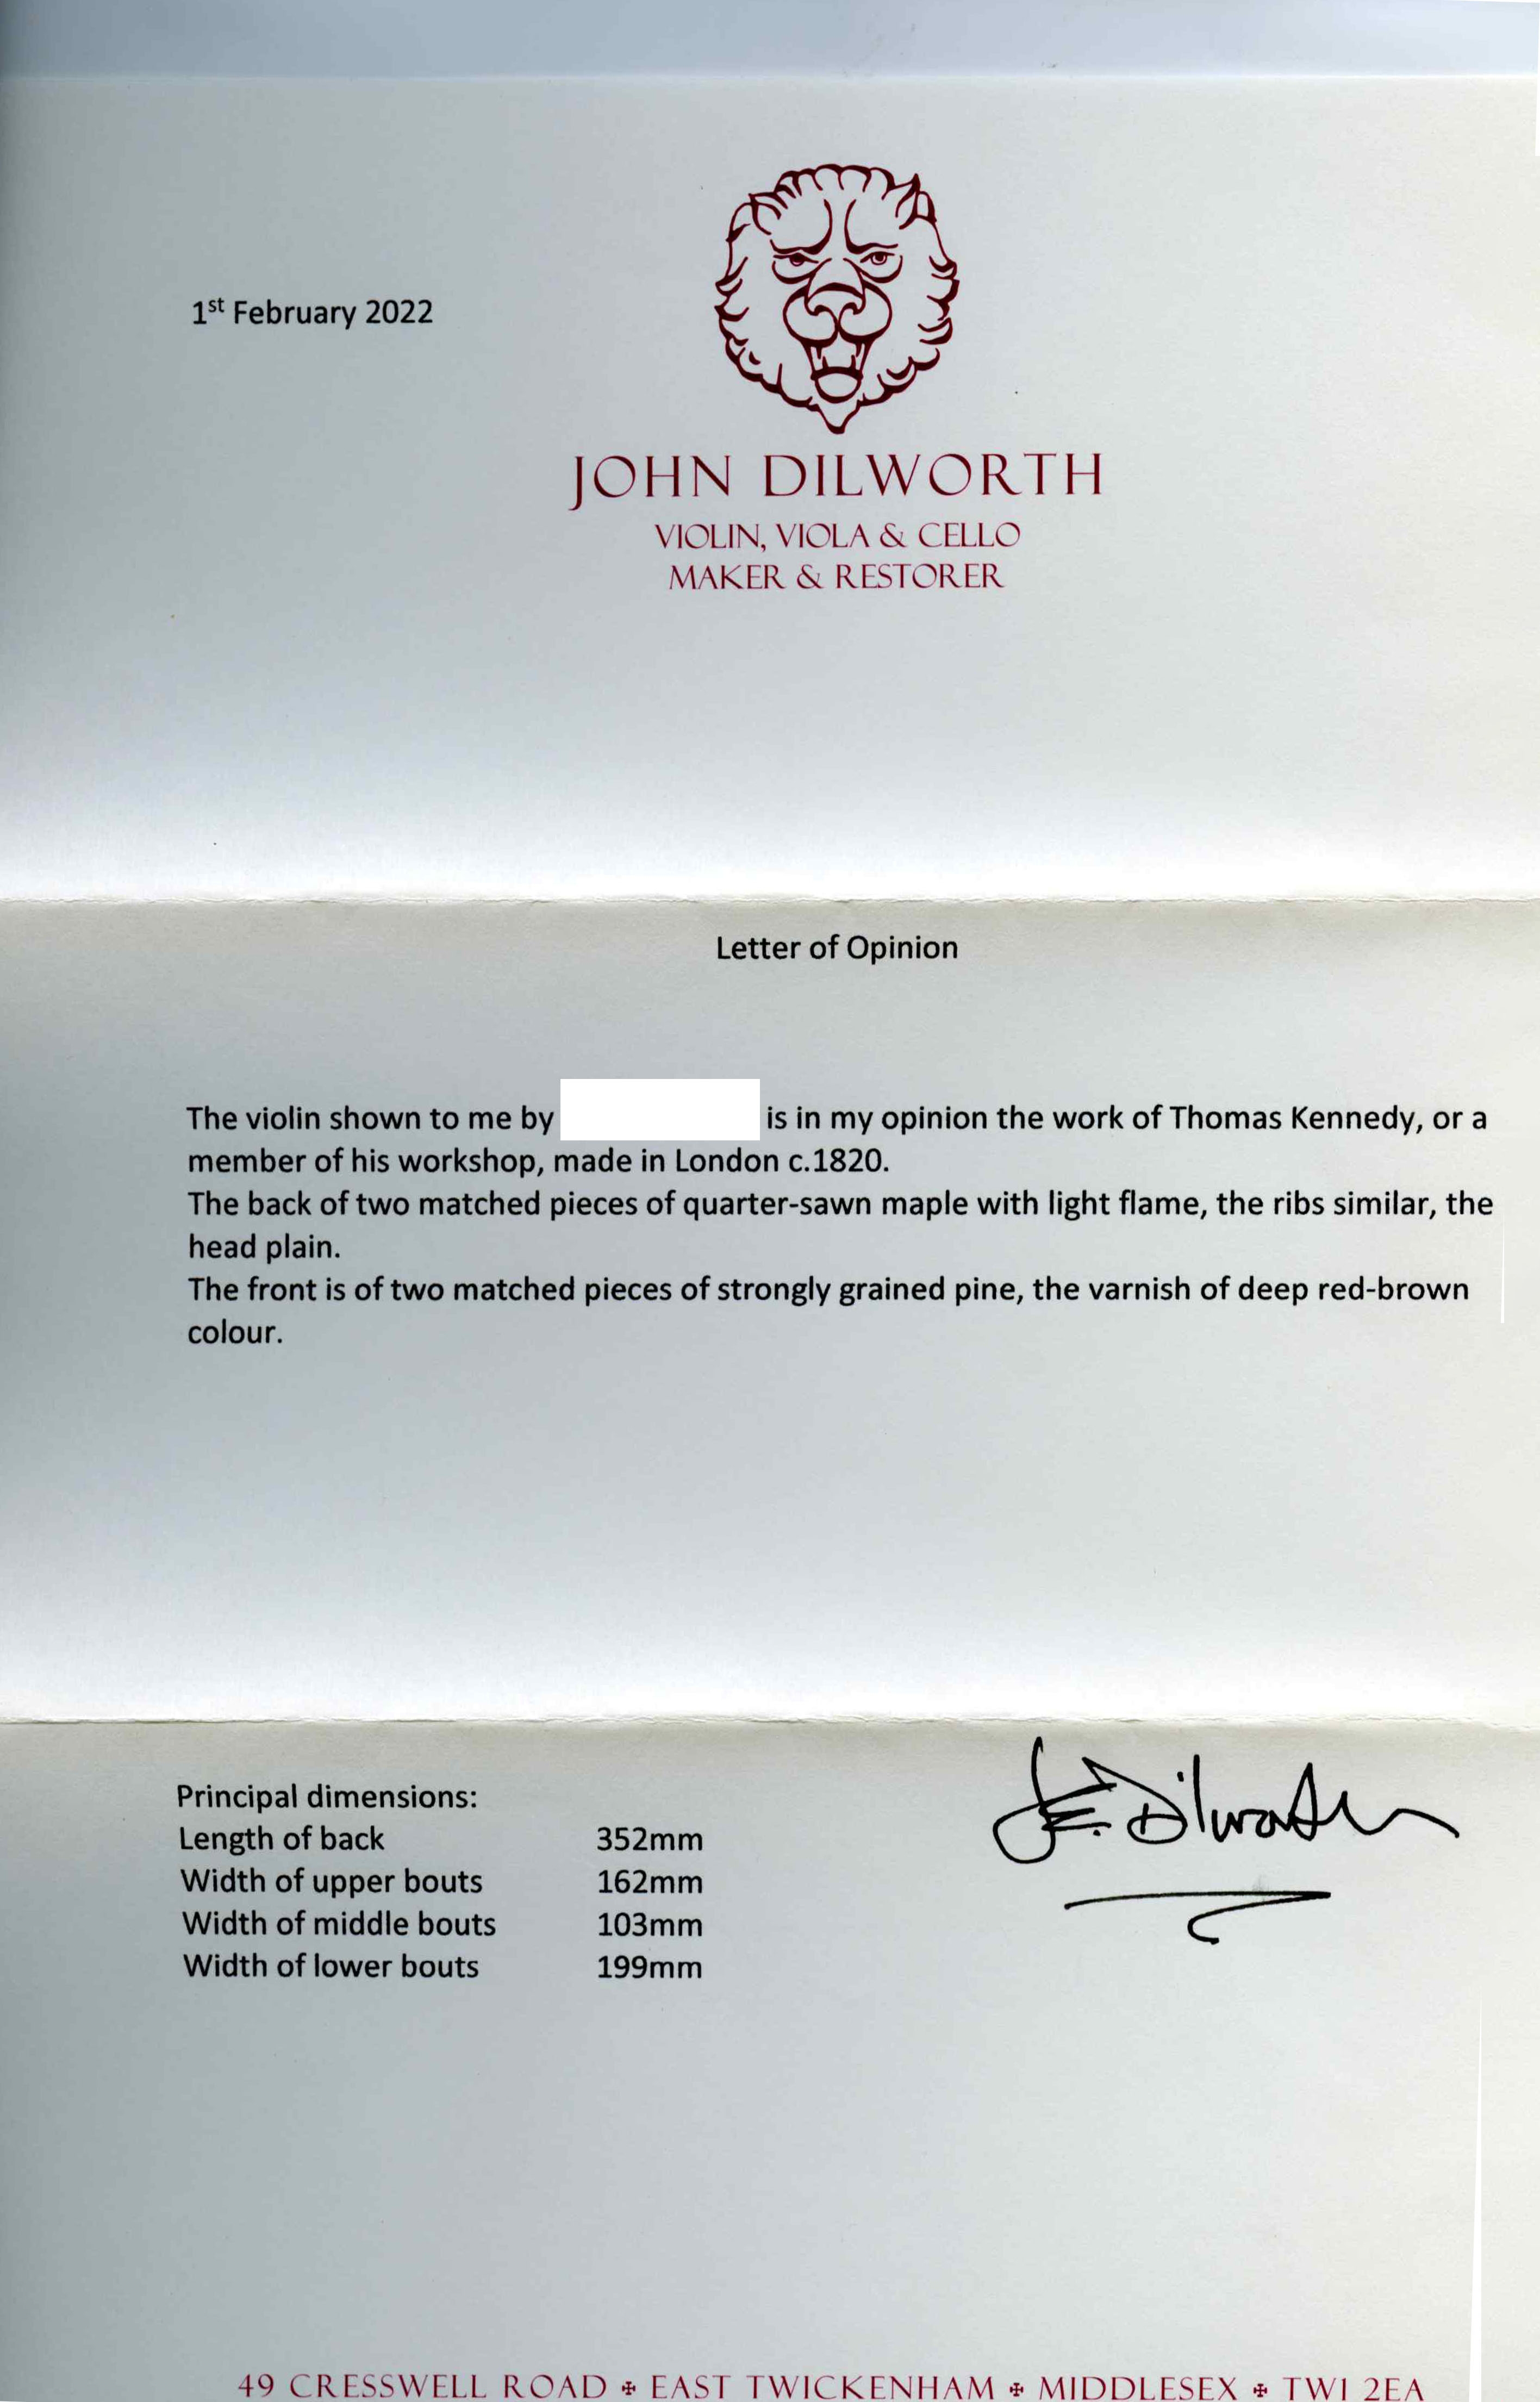 1st February 2022
JOHN DILWORTH
VIOLIN, VIOLA & CELLO
MAKER & RESTORER
Letter of Opinion
The violin shown to me by is in my opinion the work of Thomas Kennedy, or a
member of his workshop, made in London c.1820.
The back of two matched pieces of quarter-sawn maple with light flame, the ribs similar, the
head plain.
The front is of two matched pieces of strongly grained pine, the varnish of deep red-brown
colour.
Principal dimensions:
Length of back 352mm
Width of upper bouts 162mm
Width of middle bouts 103mm
Width of lower bouts 199mm
J.E. Dilworth
49 CRESSWELL ROAD ✠ EAST TWICKENHAM ✠ MIDDLESEX ✠ TW1 2EA